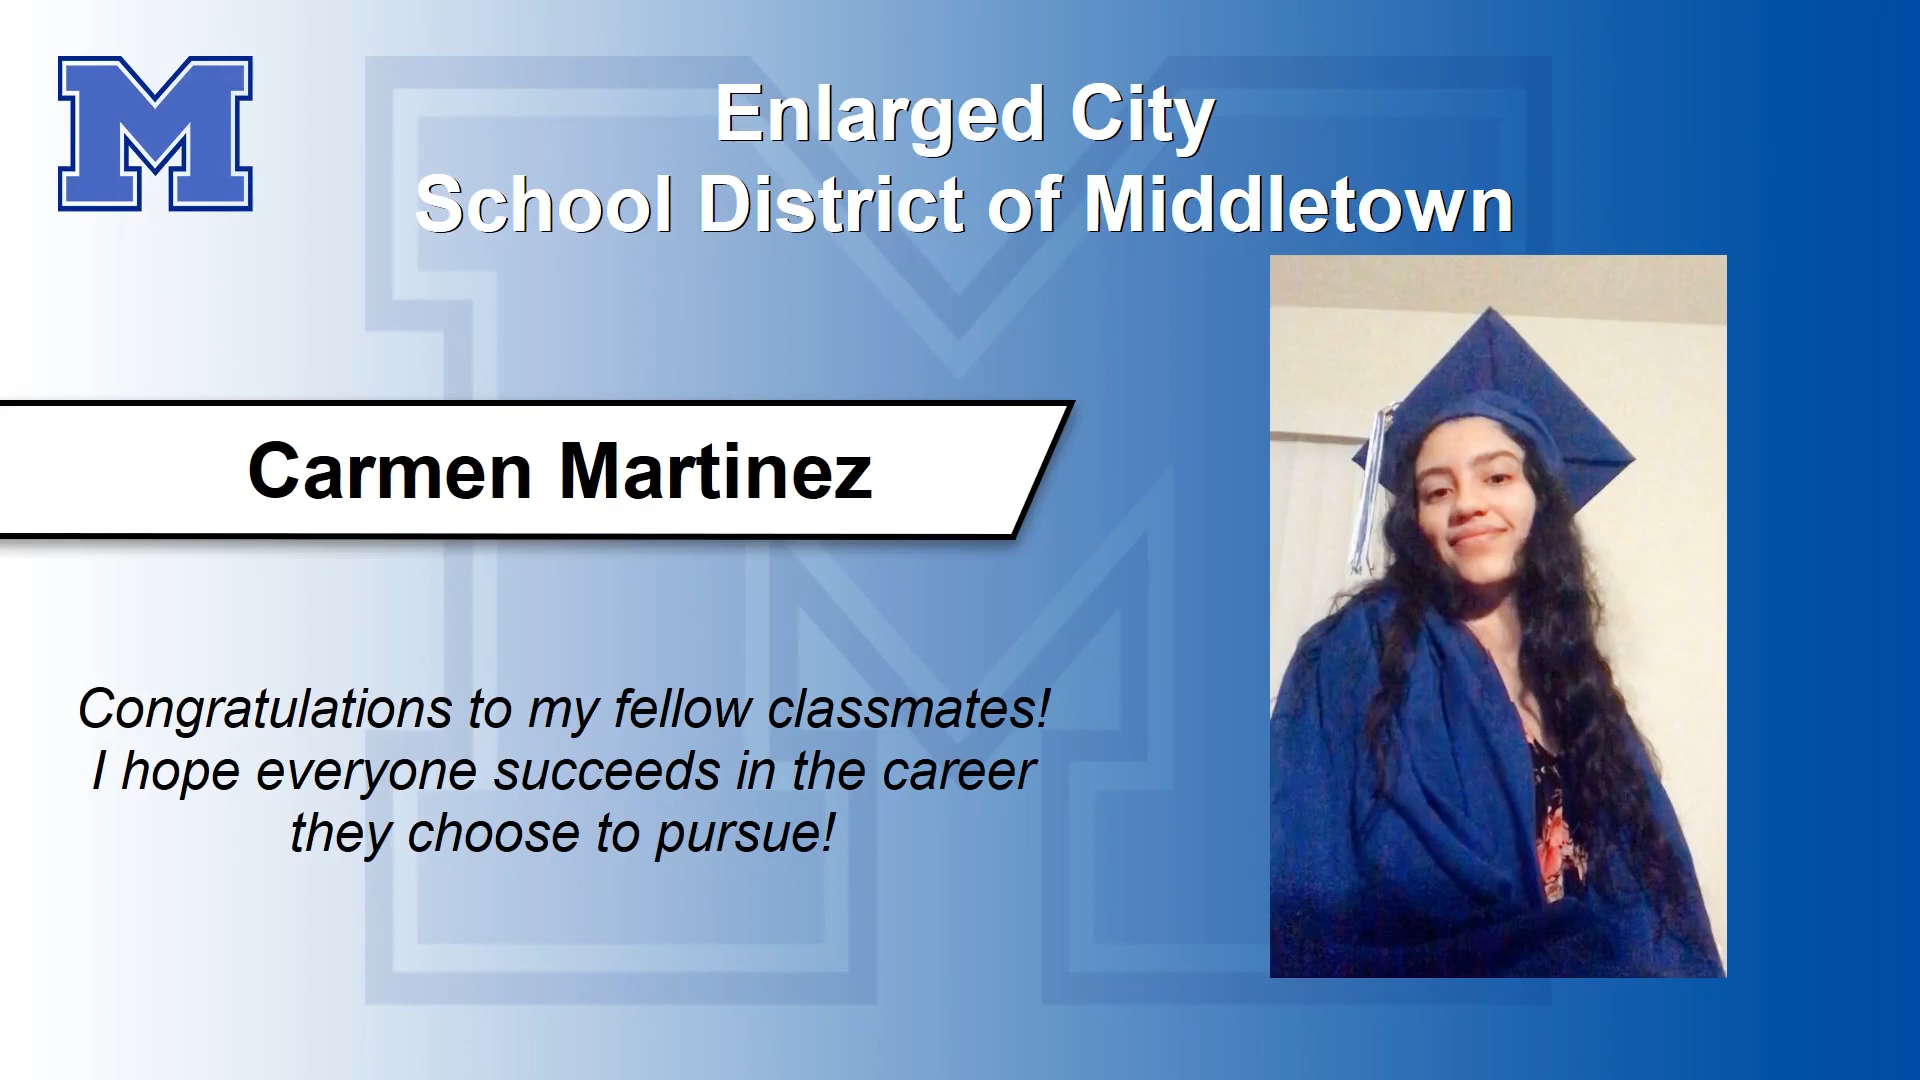 M
Enlarged City
School District of Middletown
Carmen Martinez
Congratulations to my fellow classmates!
I hope everyone succeeds in the career
they choose to pursue!